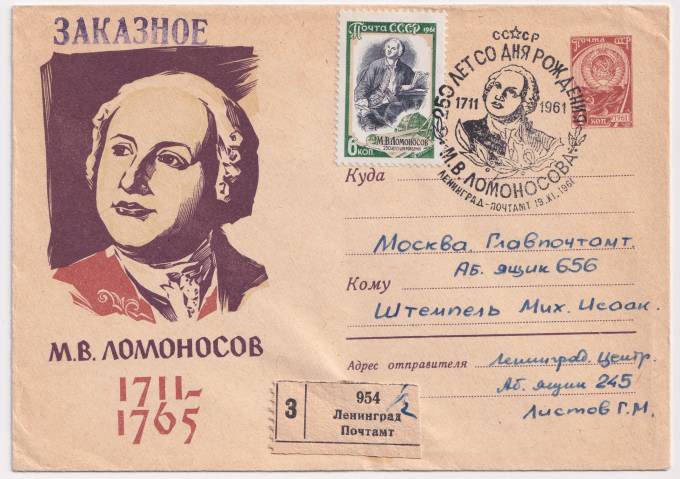 ЗАКАЗНОЕ
Почта СССР 1961
6 коп.
М.В. ЛОМОНОСОВ
СССР
250 ЛЕТ СО ДНЯ РОЖДЕНИЯ
1711 1961
М.В. ЛОМОНОСОВА
ЛЕНИНГРАД - ПОЧТАМТ 19.XI.1961
Почта СССР
коп. 1961
Куда
Москва. Главпочтамт.
Аб. ящик 656
Кому
Штемпель Мих. Исаак.
Адрес отправителя
Ленинград. Центр.
Аб. ящик 245
Листов Г.М.
М.В. ЛОМОНОСОВ
1711-
1765
З
954
Ленинград
Почтамт